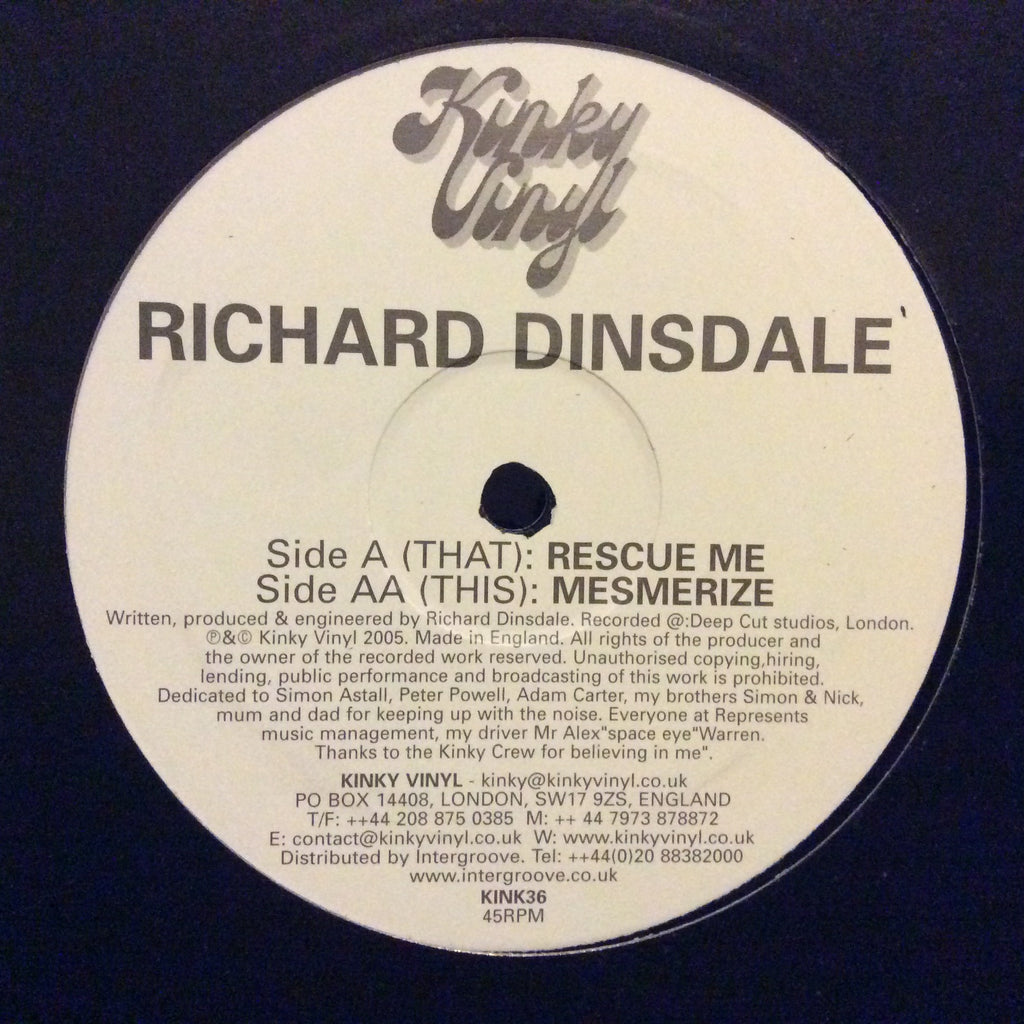 Kinky
Vinyl
RICHARD DINSDALE
Side A (THAT): RESCUE ME
Side AA (THIS): MESMERIZE
Written, produced & engineered by Richard Dinsdale. Recorded @:Deep Cut studios, London.
℗&© Kinky Vinyl 2005. Made in England. All rights of the producer and
the owner of the recorded work reserved. Unauthorised copying,hiring,
lending, public performance and broadcasting of this work is prohibited.
Dedicated to Simon Astall, Peter Powell, Adam Carter, my brothers Simon & Nick,
mum and dad for keeping up with the noise. Everyone at Represents
music management, my driver Mr Alex"space eye"Warren.
Thanks to the Kinky Crew for believing in me".
KINKY VINYL - kinky@kinkyvinyl.co.uk
PO BOX 14408, LONDON, SW17 9ZS, ENGLAND
T/F: ++44 208 875 0385 M: ++ 44 7973 878872
E: contact@kinkyvinyl.co.uk W: www.kinkyvinyl.co.uk
Distributed by Intergroove. Tel: ++44(0)20 88382000
www.intergroove.co.uk
KINK36
45RPM